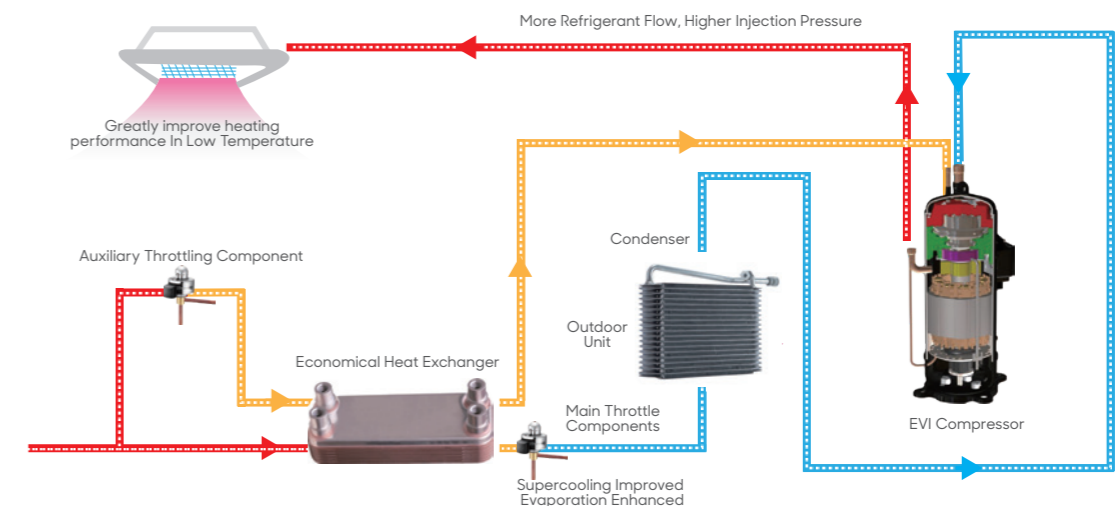 More Refrigerant Flow, Higher Injection Pressure
Greatly improve heating
performance In Low Temperature
Auxiliary Throttling Component
Condenser
Outdoor
Unit
Economical Heat Exchanger
Main Throttle
Components
EVI Compressor
Supercooling Improved
Evaporation Enhanced